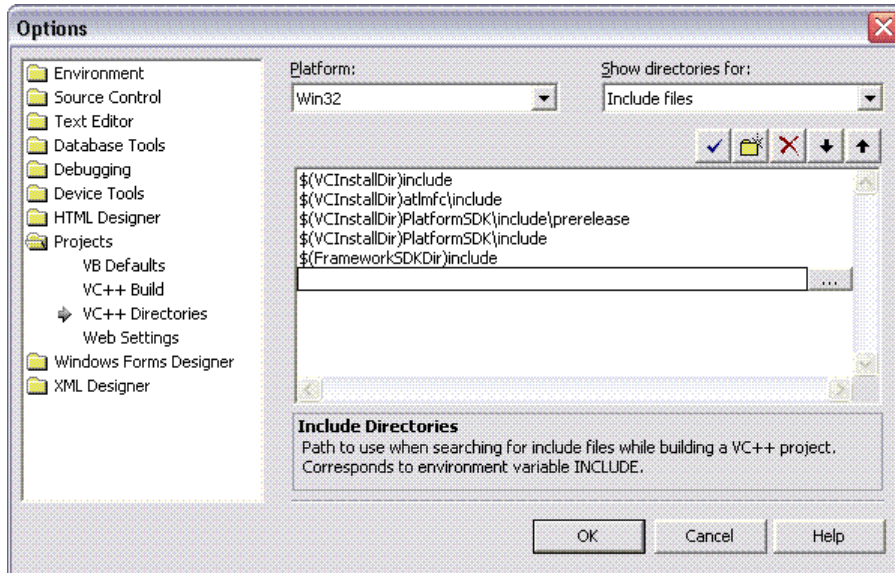 Options
Environment
Source Control
Text Editor
Database Tools
Debugging
Device Tools
HTML Designer
Projects
VB Defaults
VC++ Build
VC++ Directories
Web Settings
Windows Forms Designer
XML Designer
Platform:
Win32
Show directories for:
Include files
$(VCInstallDir)include
$(VCInstallDir)atlmfc\include
$(VCInstallDir)PlatformSDK\include\prerelease
$(VCInstallDir)PlatformSDK\include
$(FrameworkSDKDir)include
...
Include Directories
Path to use when searching for include files while building a VC++ project.
Corresponds to environment variable INCLUDE.
OK
Cancel
Help